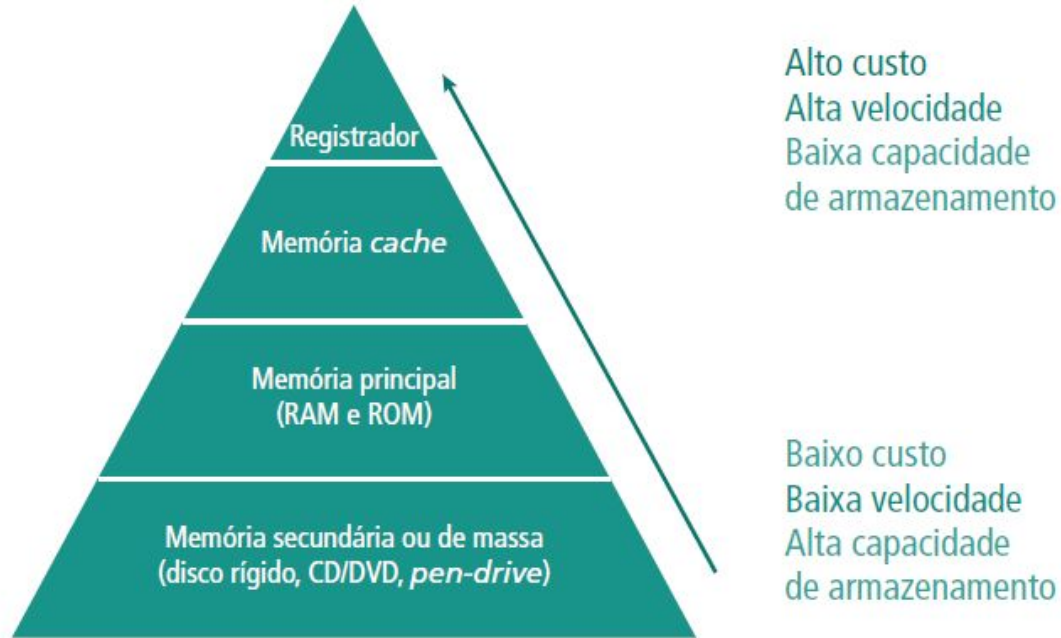 Registrador
Memória cache
Memória principal
(RAM e ROM)
Memória secundária ou de massa
(disco rígido, CD/DVD, pen-drive)
Alto custo
Alta velocidade
Baixa capacidade
de armazenamento
Baixo custo
Baixa velocidade
Alta capacidade
de armazenamento